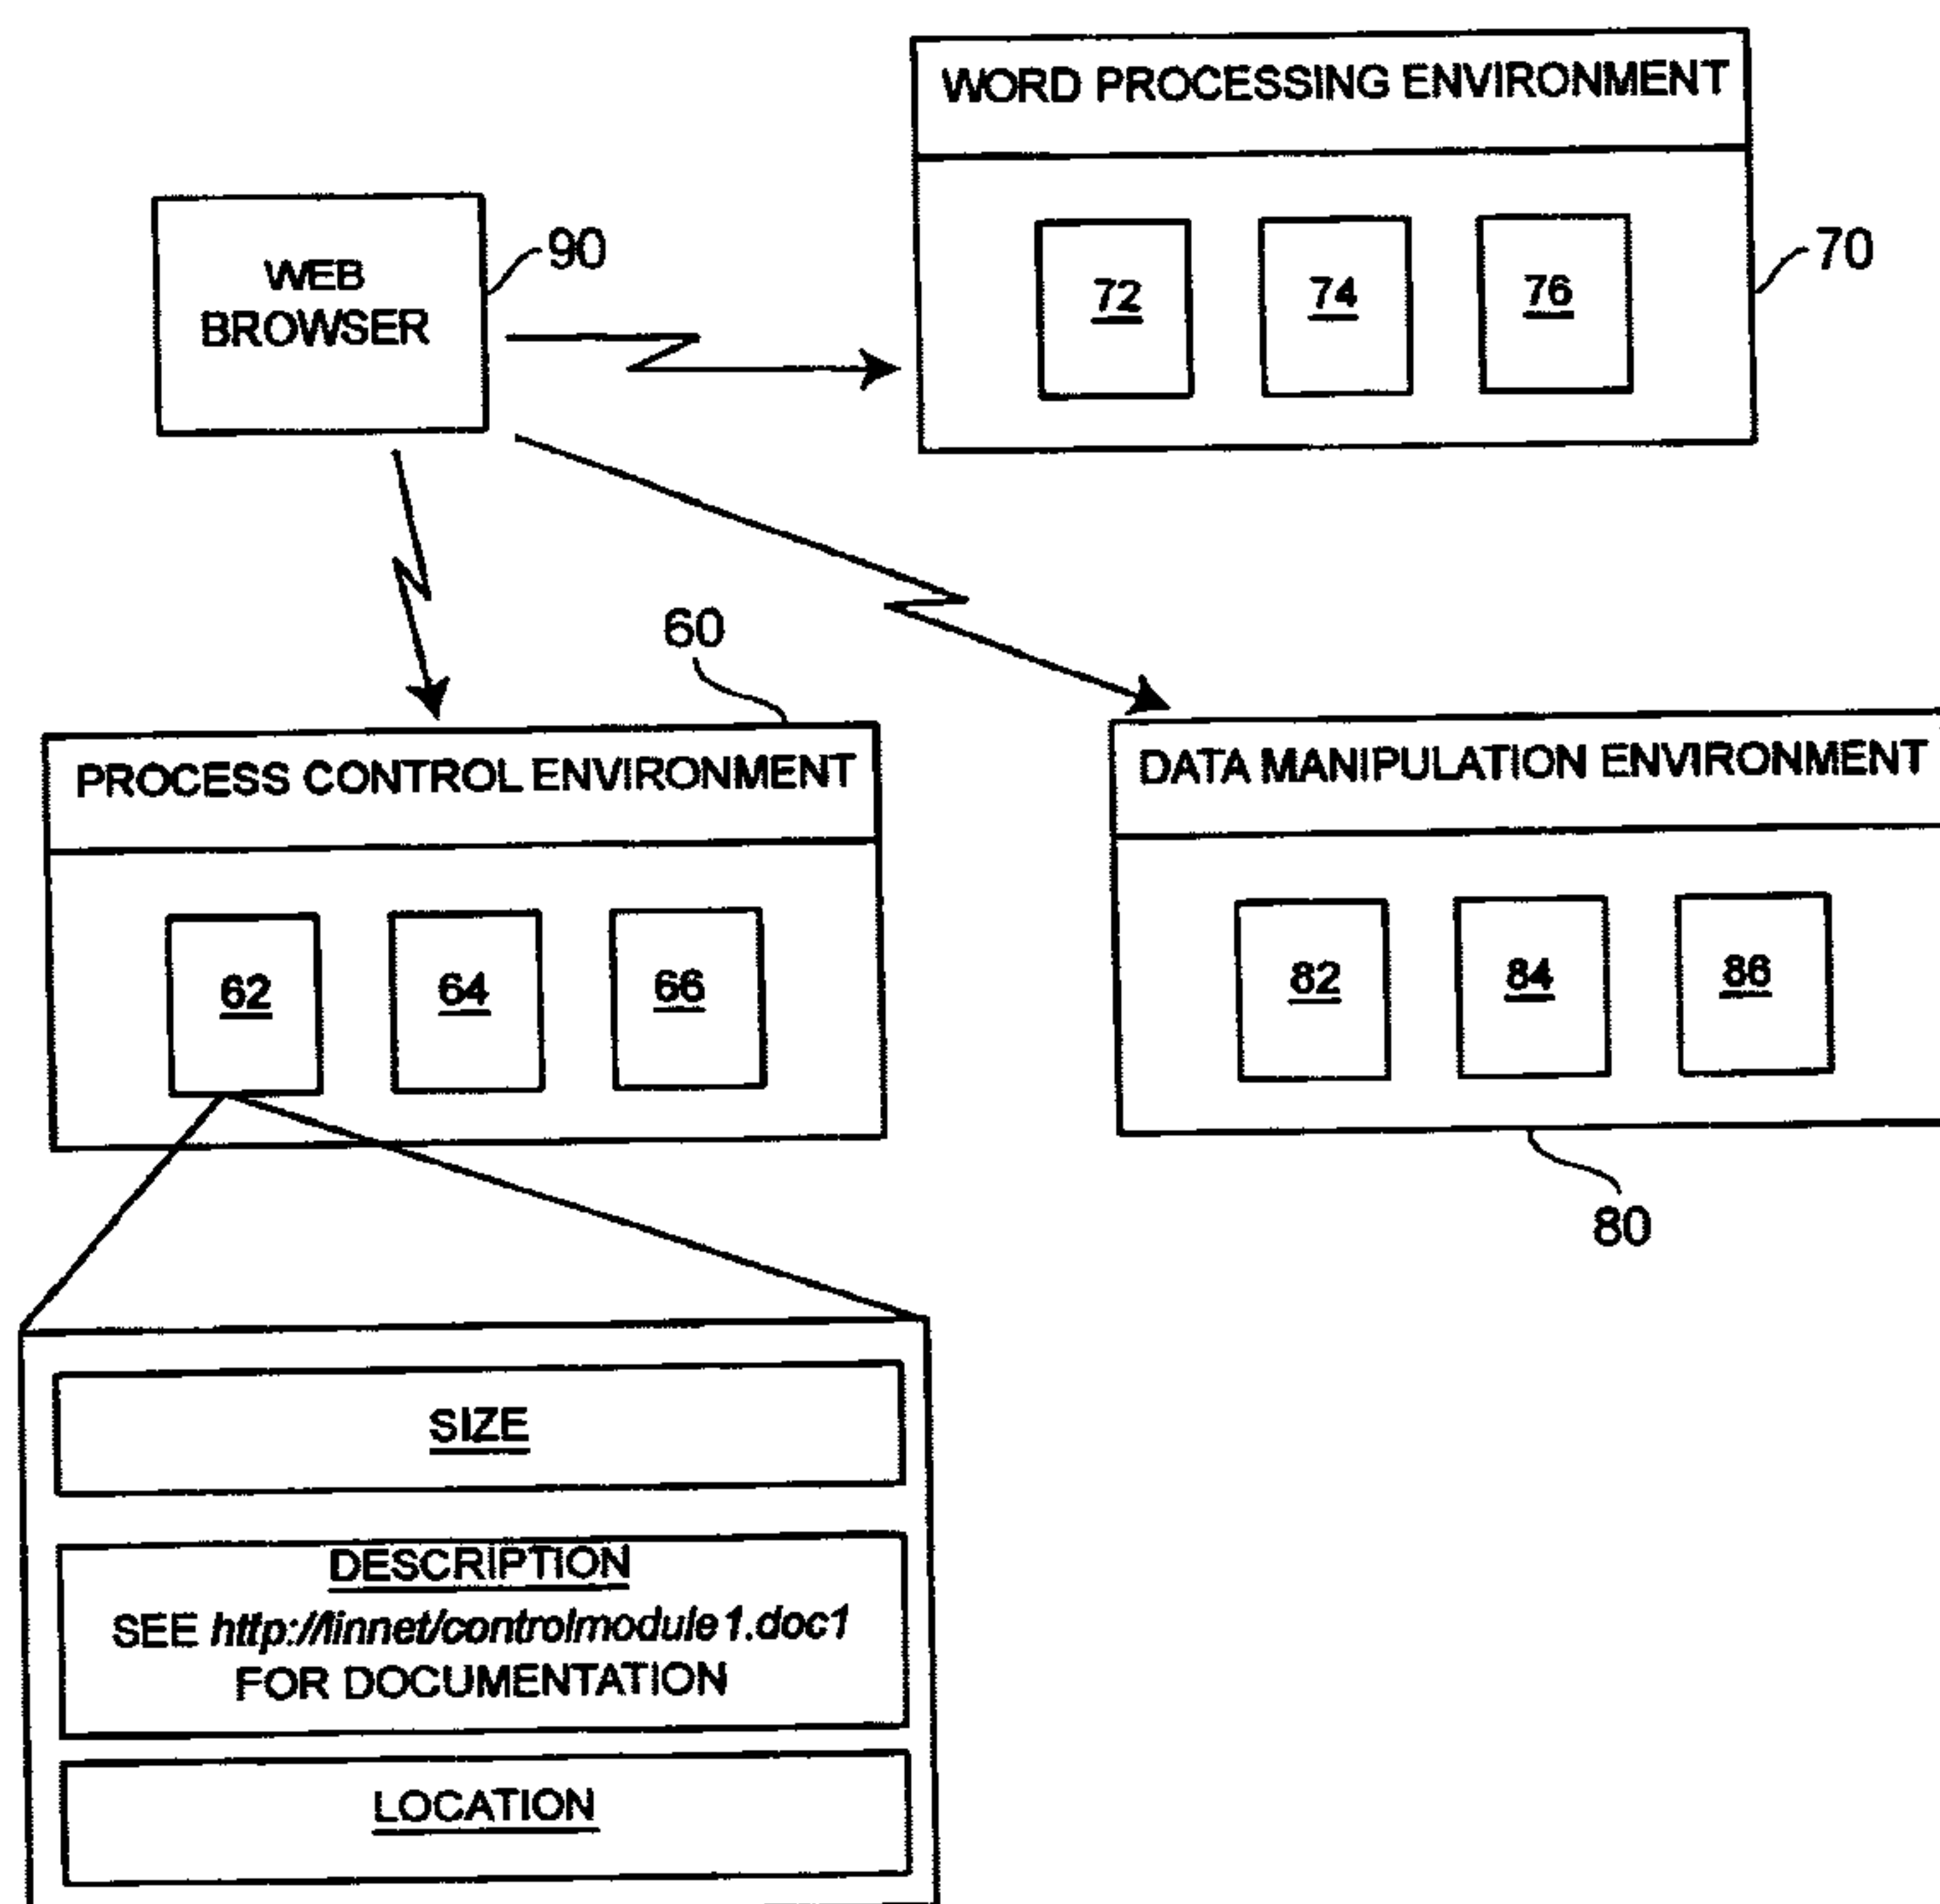 WORD PROCESSING ENVIRONMENT
WEB
BROWSER
90
72
74
76
70
60
PROCESS CONTROL ENVIRONMENT
62
64
66
DATA MANIPULATION ENVIRONMENT
82
84
86
80
SIZE
DESCRIPTION
SEE http://linnet/controlmodule1.doc1
FOR DOCUMENTATION
LOCATION